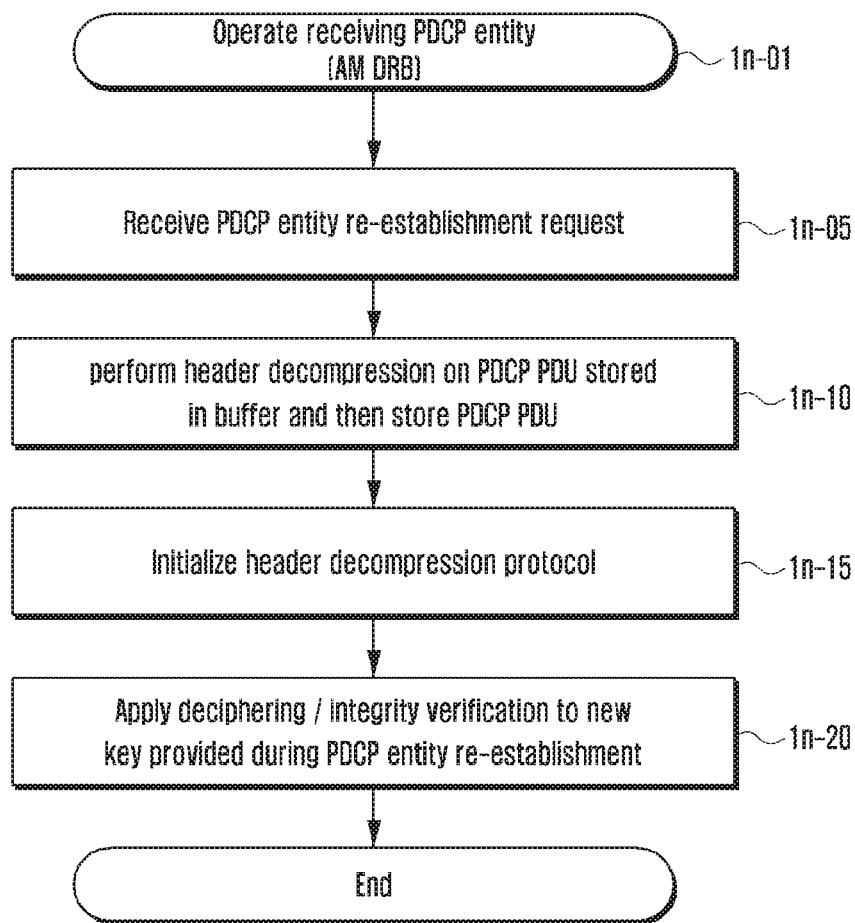 Operate receiving PDCP entity
(AM DRB)
1n-01
Receive PDCP entity re-establishment request
1n-05
perform header decompression on PDCP PDU stored
in buffer and then store PDCP PDU
1n-10
Initialize header decompression protocol
1n-15
Apply deciphering / integrity verification to new
key provided during PDCP entity re-establishment
1n-20
End